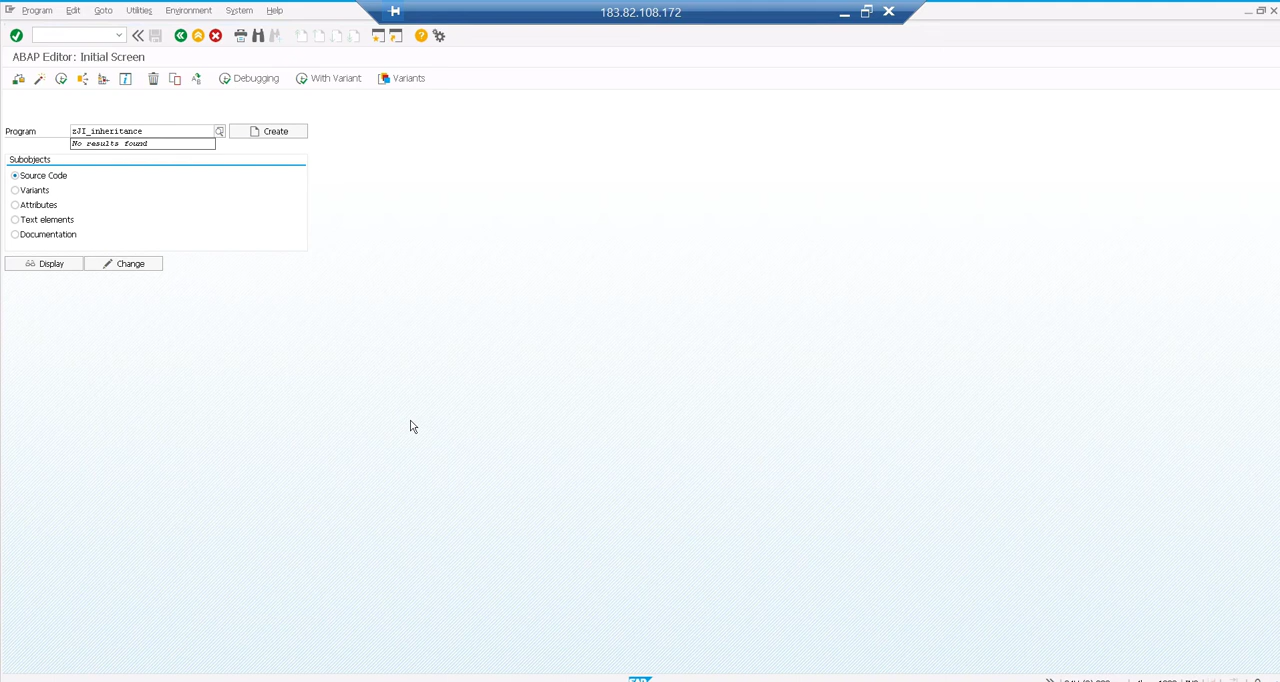 Program Edit Goto Utilities Environment System Help
183.82.108.172
ABAP Editor: Initial Screen
Debugging With Variant Variants
Program zJI_inheritance Create
No results found
Subobjects
Source Code
Variants
Attributes
Text elements
Documentation
Display Change